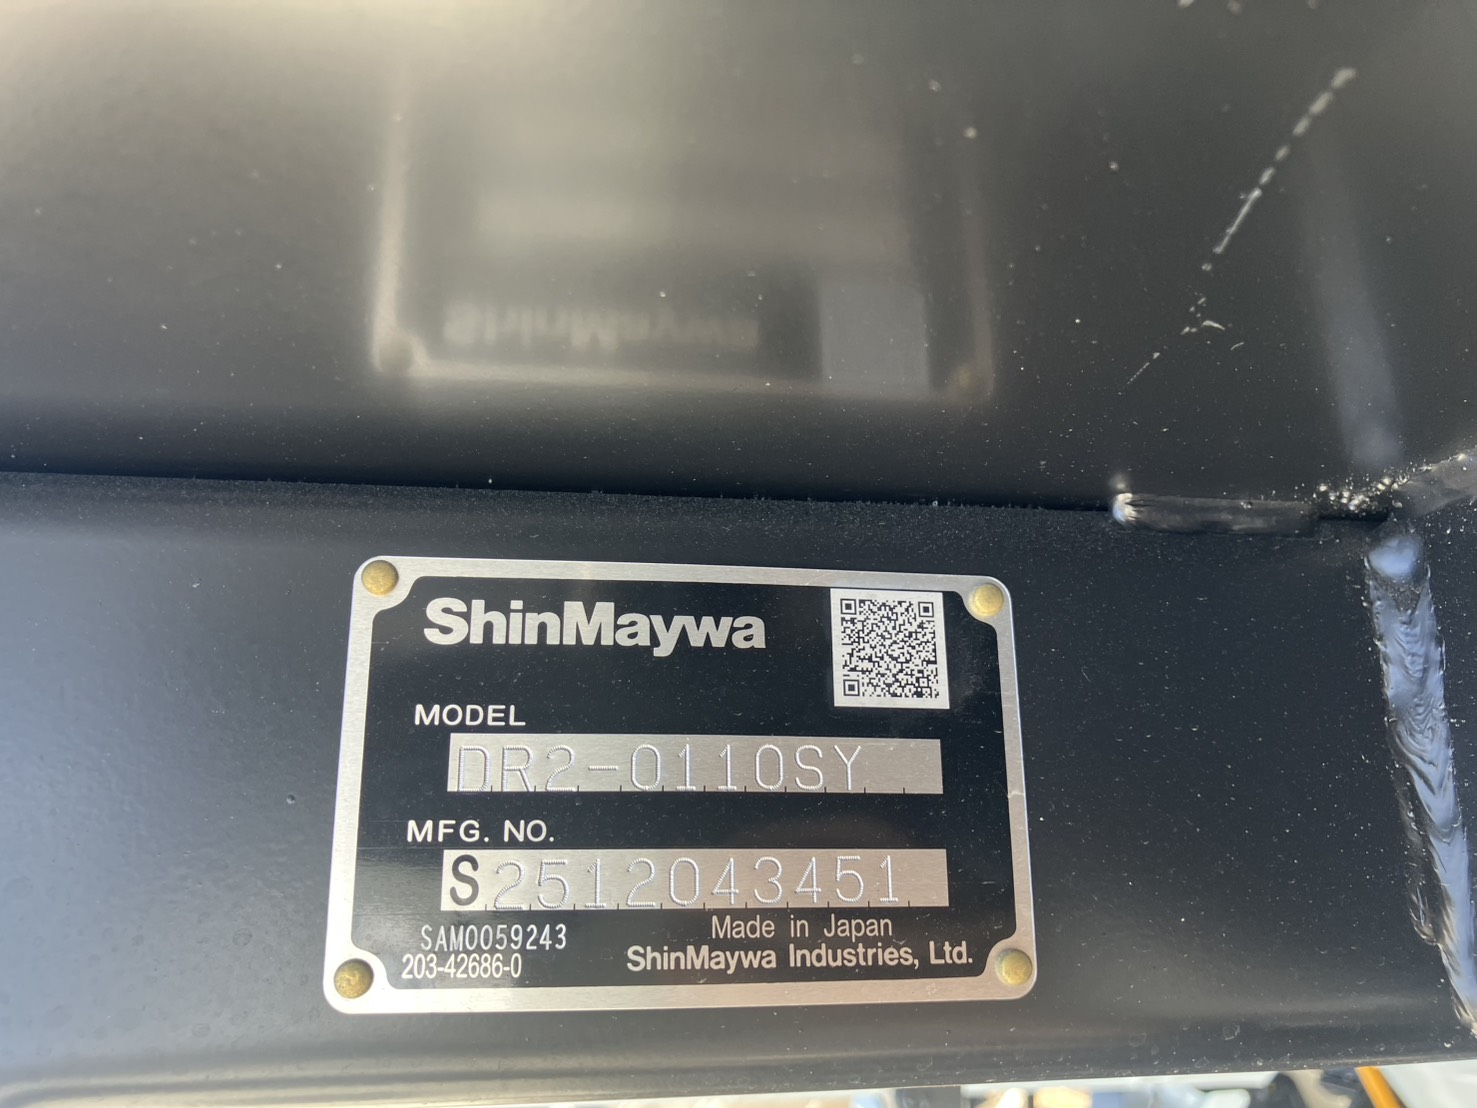 ShinMaywa
MODEL
DR2-0110SY
MFG. NO.
S2512043451
SAM0059243
Made in Japan
203-42686-0
ShinMaywa Industries, Ltd.